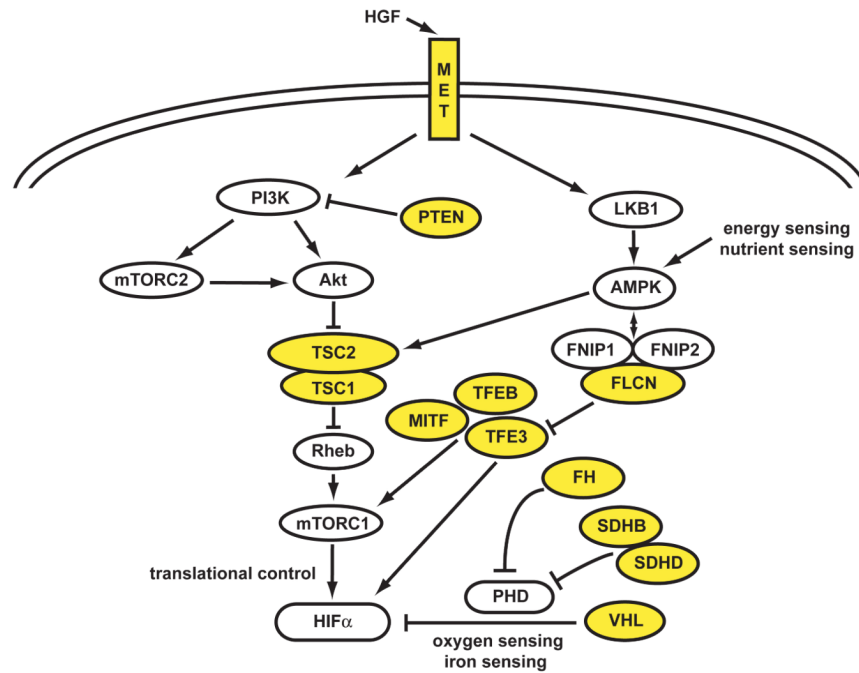 HGF
M
E
T
PI3K
PTEN
LKB1
energy sensing
nutrient sensing
mTORC2
Akt
AMPK
TSC2
FNIP1
FNIP2
TSC1
FLCN
TFEB
MITF
TFE3
Rheb
FH
mTORC1
SDHB
SDHD
translational control
PHD
HIFα
VHL
oxygen sensing
iron sensing